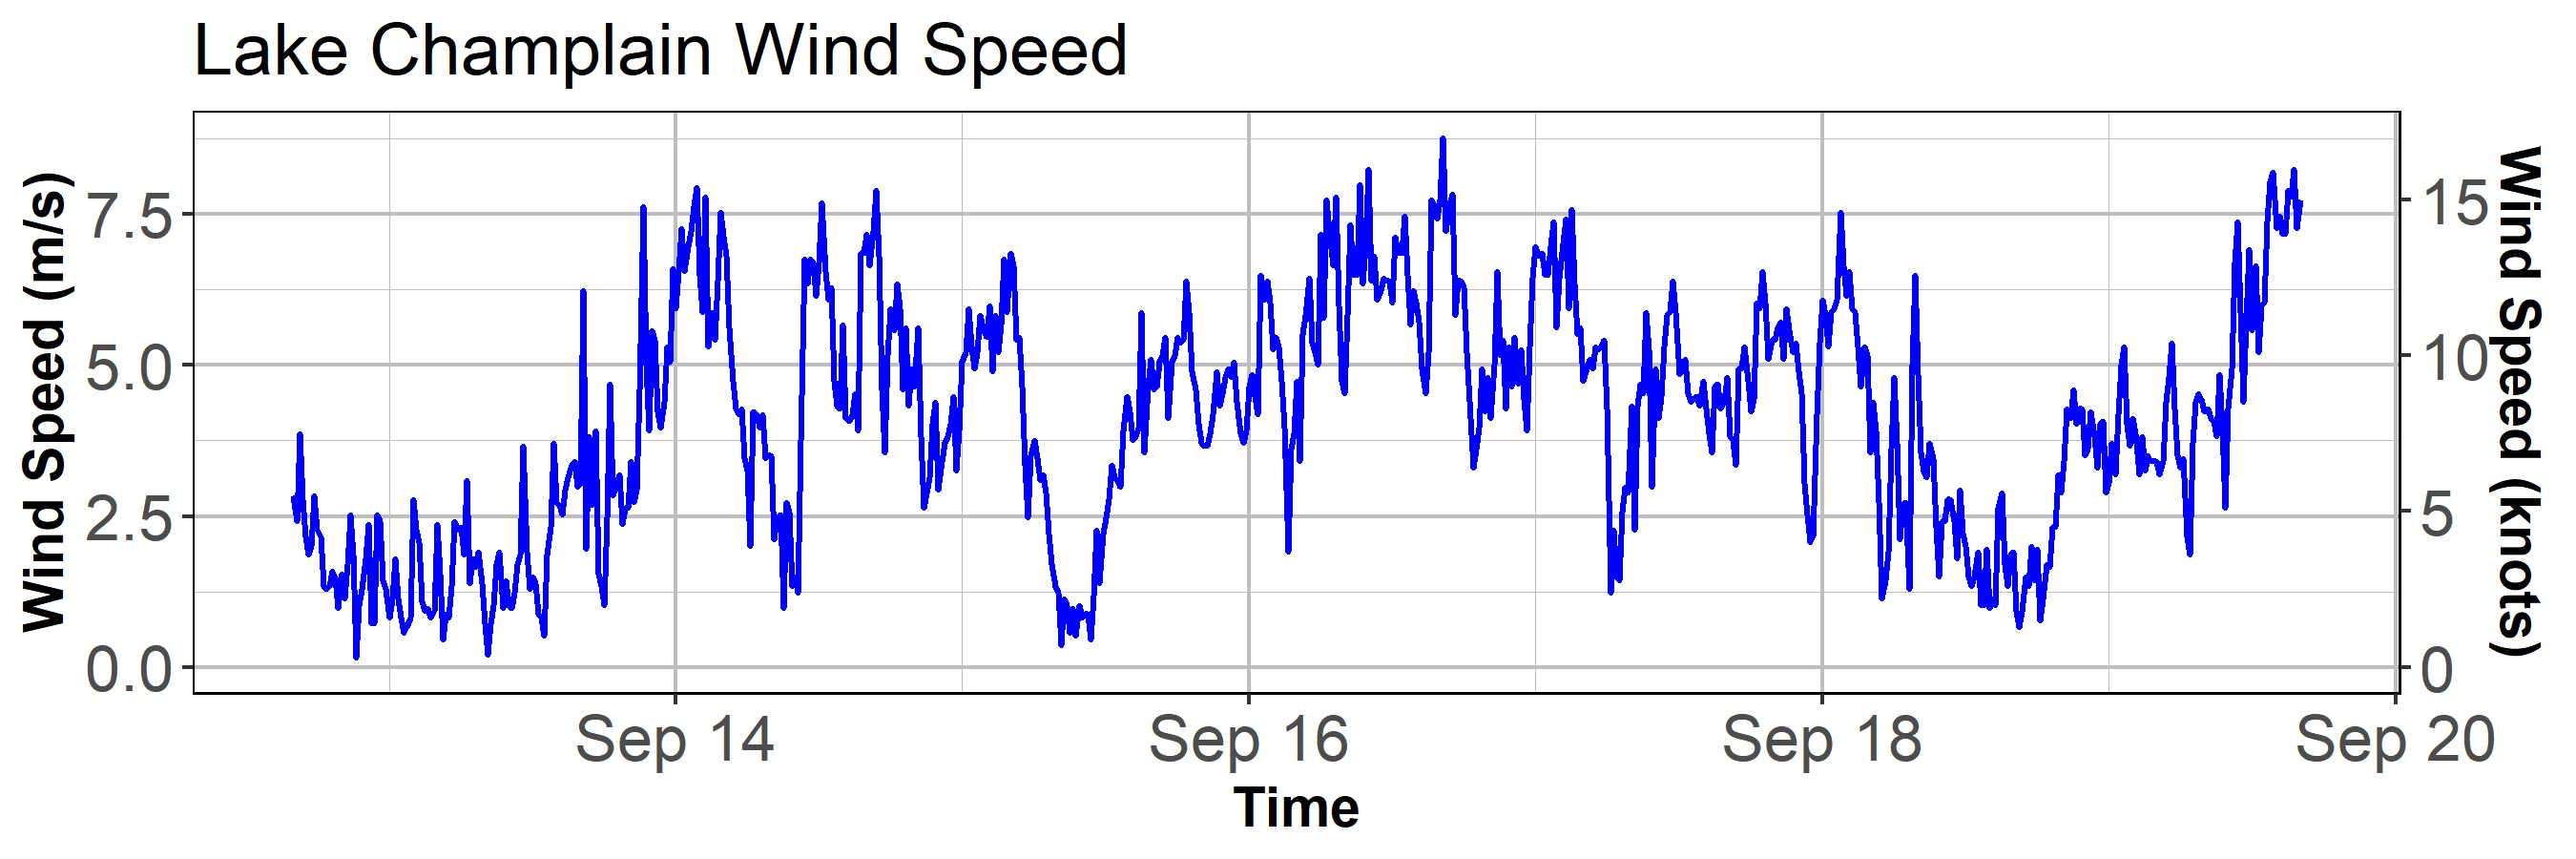 Lake Champlain Wind Speed
Wind Speed (m/s)
7.5
5.0
2.5
0.0
15
10
5
0
Wind Speed (knots)
Sep 14
Sep 16
Sep 18
Sep 20
Time